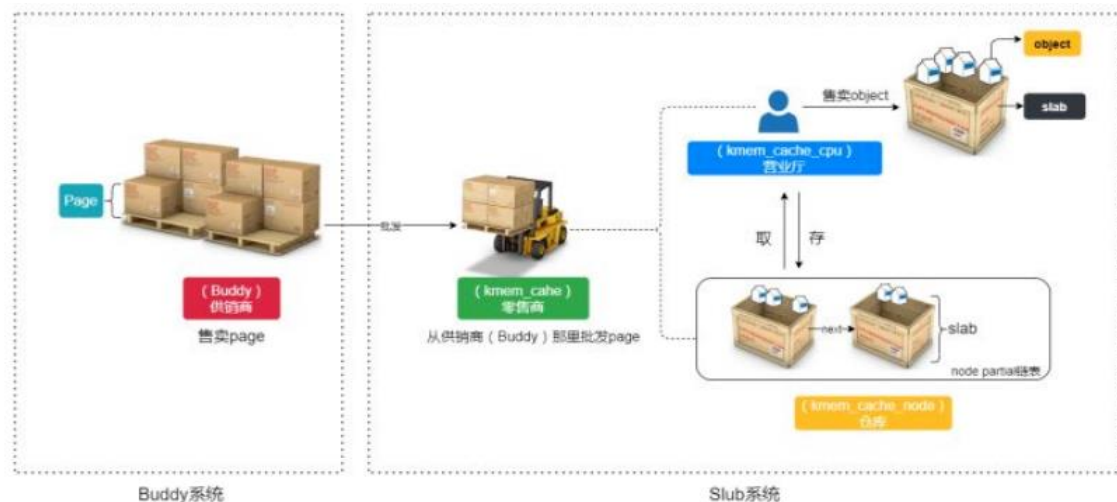 Page
(Buddy)
供销商
售卖page
批发
(kmem_cahe)
零售商
从供销商(Buddy)那里批发page
(kmem_cache_cpu)
营业厅
售卖object
object
slab
取
存
next
slab
node partial链表
(kmem_cache_node)
仓库
Buddy系统
Slub系统